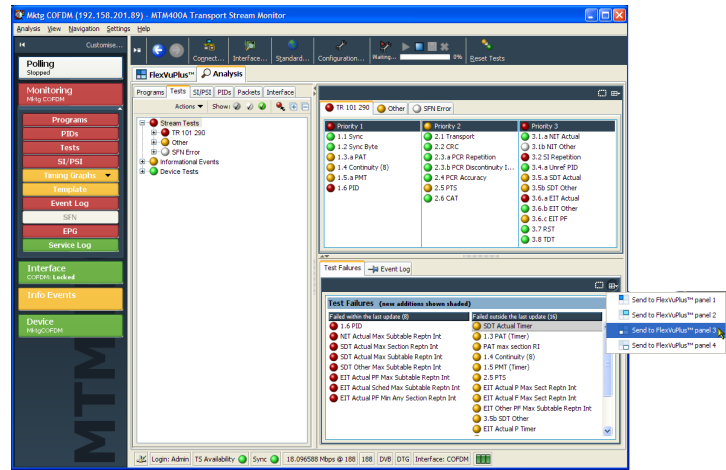 Mktg COFDM (192.158.201.89) - MTM400A Transport Stream Monitor
Analysis View Navigation Settings Help
Customise...
Connect... Interface... Standard... Configuration... Waiting... 0% Reset Tests
Polling
Stopped
FlexVuPlus™ Analysis
Monitoring
Mktg COFDM
Programs
PIDs
Tests
SI/PSI
Timing Graphs
Template
Event Log
SFN
EPG
Service Log
Interface
COFDM: Locked
Info Events
Device
MktgCOFDM
MTM
Programs Tests SI/PSI PIDs Packets Interface
Actions Show:
Stream Tests
TR 101 290
Other
SFN Error
Informational Events
Device Tests
TR 101 290 Other SFN Error
Priority 1
1.1 Sync
1.2 Sync Byte
1.3.a PAT
1.4 Continuity (8)
1.5.a PMT
1.6 PID
Priority 2
2.1 Transport
2.2 CRC
2.3.a PCR Repetition
2.3.b PCR Discontinuity I...
2.4 PCR Accuracy
2.5 PTS
2.6 CAT
Priority 3
3.1.a NIT Actual
3.1b NIT Other
3.2 SI Repetition
3.4.a Unref PID
3.5.a SDT Actual
3.5b SDT Other
3.6.a EIT Actual
3.6.b EIT Other
3.6.c EIT PF
3.7 RST
3.8 TDT
Test Failures Event Log
Test Failures (new additions shown shaded)
Failed within the last update (8)
1.6 PID
NIT Actual Max Subtable Reptn Int
SDT Actual Max Section Reptn Int
SDT Actual Max Subtable Reptn Int
SDT Other Max Subtable Reptn Int
EIT Actual PF Max Subtable Reptn Int
EIT Actual Sched Max Subtable Reptn Int
EIT Actual PF Min Any Section Reptn Int
Failed outside the last update (16)
SDT Actual Timer
1.3 PAT (Timer)
PAT max section RI
1.4 Continuity (8)
1.5 PMT (Timer)
2.5 PTS
EIT Actual P Max Sect Reptn Int
EIT Actual F Max Sect Reptn Int
EIT Other PF Max Subtable Reptn Int
3.5b SDT Other
EIT Actual P Timer
Send to FlexVuPlus™ panel 1
Send to FlexVuPlus™ panel 2
Send to FlexVuPlus™ panel 3
Send to FlexVuPlus™ panel 4
Login: Admin TS Availability Sync 18.096588 Mbps @ 188 188 DVB DTG Interface: COFDM